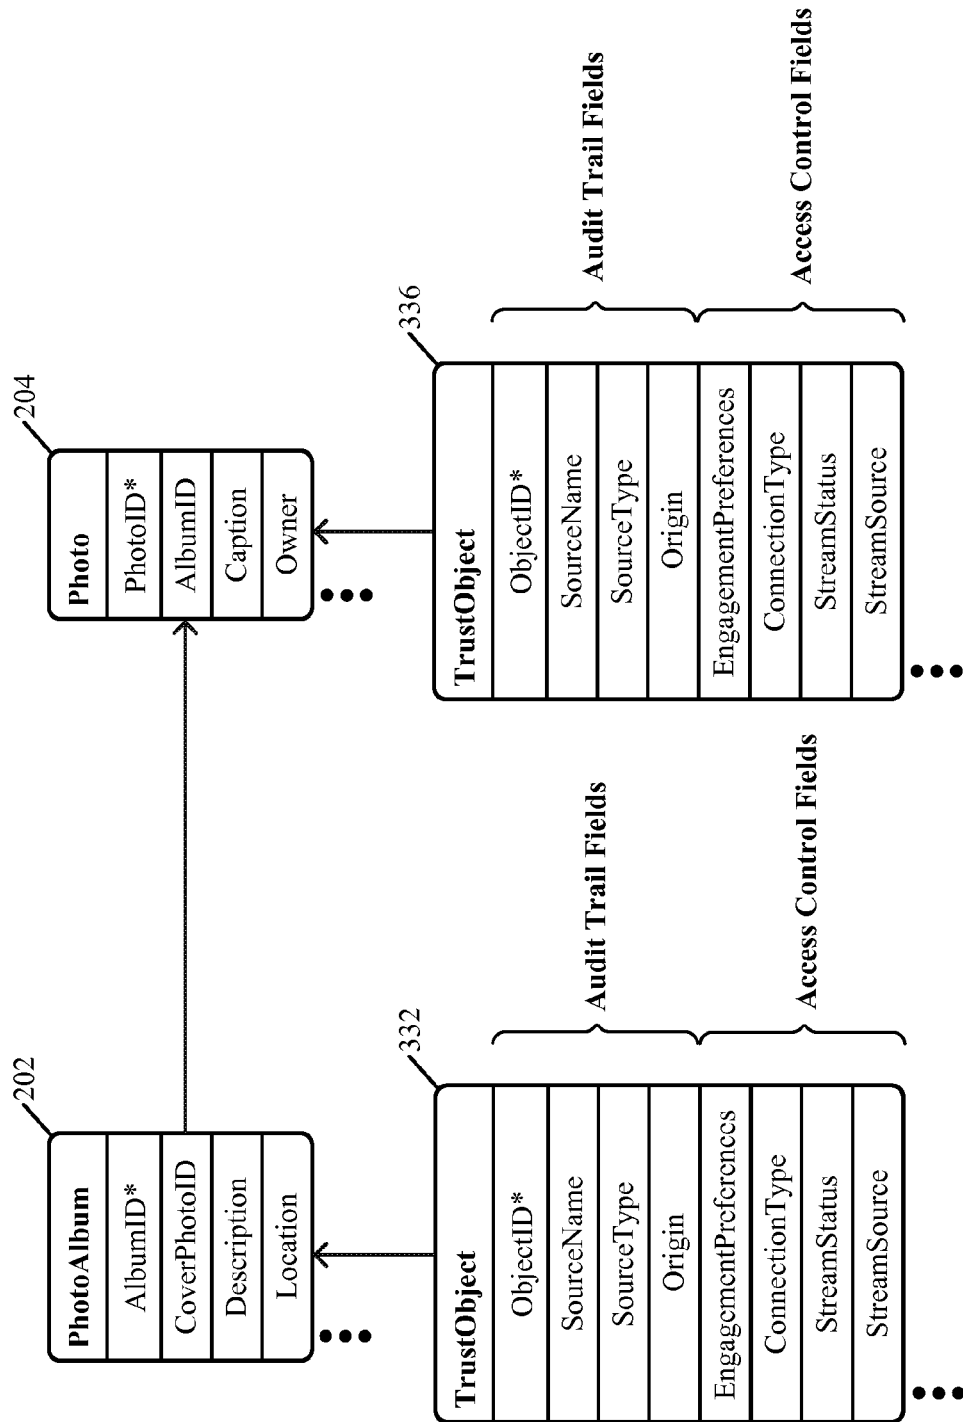 202
PhotoAlbum
AlbumID*
CoverPhotoID
Description
Location
204
Photo
PhotoID*
AlbumID
Caption
Owner
332
TrustObject
ObjectID*
SourceName
SourceType
Origin
EngagementPreferences
ConnectionType
StreamStatus
StreamSource
Audit Trail Fields
Access Control Fields
336
TrustObject
ObjectID*
SourceName
SourceType
Origin
EngagementPreferences
ConnectionType
StreamStatus
StreamSource
Audit Trail Fields
Access Control Fields